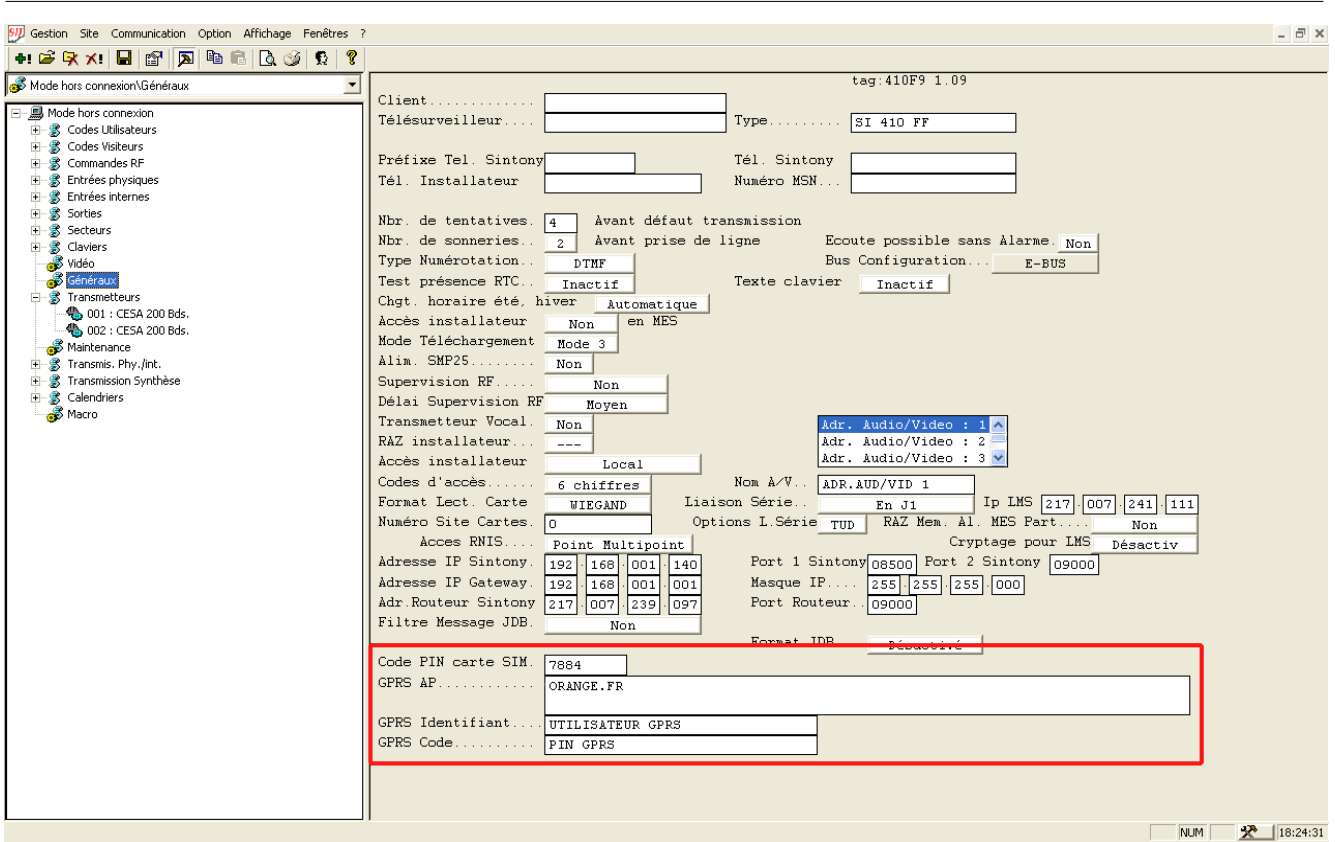 Gestion Site Communication Option Affichage Fenêtres ?
Mode hors connexion\Généraux
Mode hors connexion
Codes Utilisateurs
Codes Visiteurs
Commandes RF
Entrées physiques
Entrées internes
Sorties
Secteurs
Claviers
Vidéo
Généraux
Transmetteurs
001 : CESA 200 Bds.
002 : CESA 200 Bds.
Maintenance
Transmis. Phy./int.
Transmission Synthèse
Calendriers
Macro
tag:410F9 1.09
Client.............
Télésurveilleur.... Type......... SI 410 FF
Préfixe Tel. Sintony Tél. Sintony
Tél. Installateur Numéro MSN...
Nbr. de tentatives. 4 Avant défaut transmission
Nbr. de sonneries.. 2 Avant prise de ligne Ecoute possible sans Alarme. Non
Type Numérotation.. DTMF Bus Configuration... E-BUS
Test présence RTC.. Inactif Texte clavier Inactif
Chgt. horaire été, hiver Automatique
Accès installateur Non en MES
Mode Téléchargement Mode 3
Alim. SMP25........ Non
Supervision RF..... Non
Délai Supervision RF Moyen
Transmetteur Vocal. Non Adr. Audio/Video : 1
RAZ installateur... --- Adr. Audio/Video : 2
Adr. Audio/Video : 3
Accès installateur Local
Codes d'accès...... 6 chiffres Nom A/V.. ADR.AUD/VID 1
Format Lect. Carte WIEGAND Liaison Série.. En J1 Ip LMS 217.007.241.111
Numéro Site Cartes. 0 Options L.Série TUD RAZ Mem. Al. MES Part.... Non
Acces RNIS.... Point Multipoint Cryptage pour LMS Désactiv
Adresse IP Sintony. 192.168.001.140 Port 1 Sintony 08500 Port 2 Sintony 09000
Adresse IP Gateway. 192.168.001.001 Masque IP.... 255.255.255.000
Adr.Routeur Sintony 217.007.239.097 Port Routeur.. 09000
Filtre Message JDB. Non
Format JDB Désactivé
Code PIN carte SIM. 7884
GPRS AP............ ORANGE.FR
GPRS Identifiant.... UTILISATEUR GPRS
GPRS Code.......... PIN GPRS
NUM 18:24:31